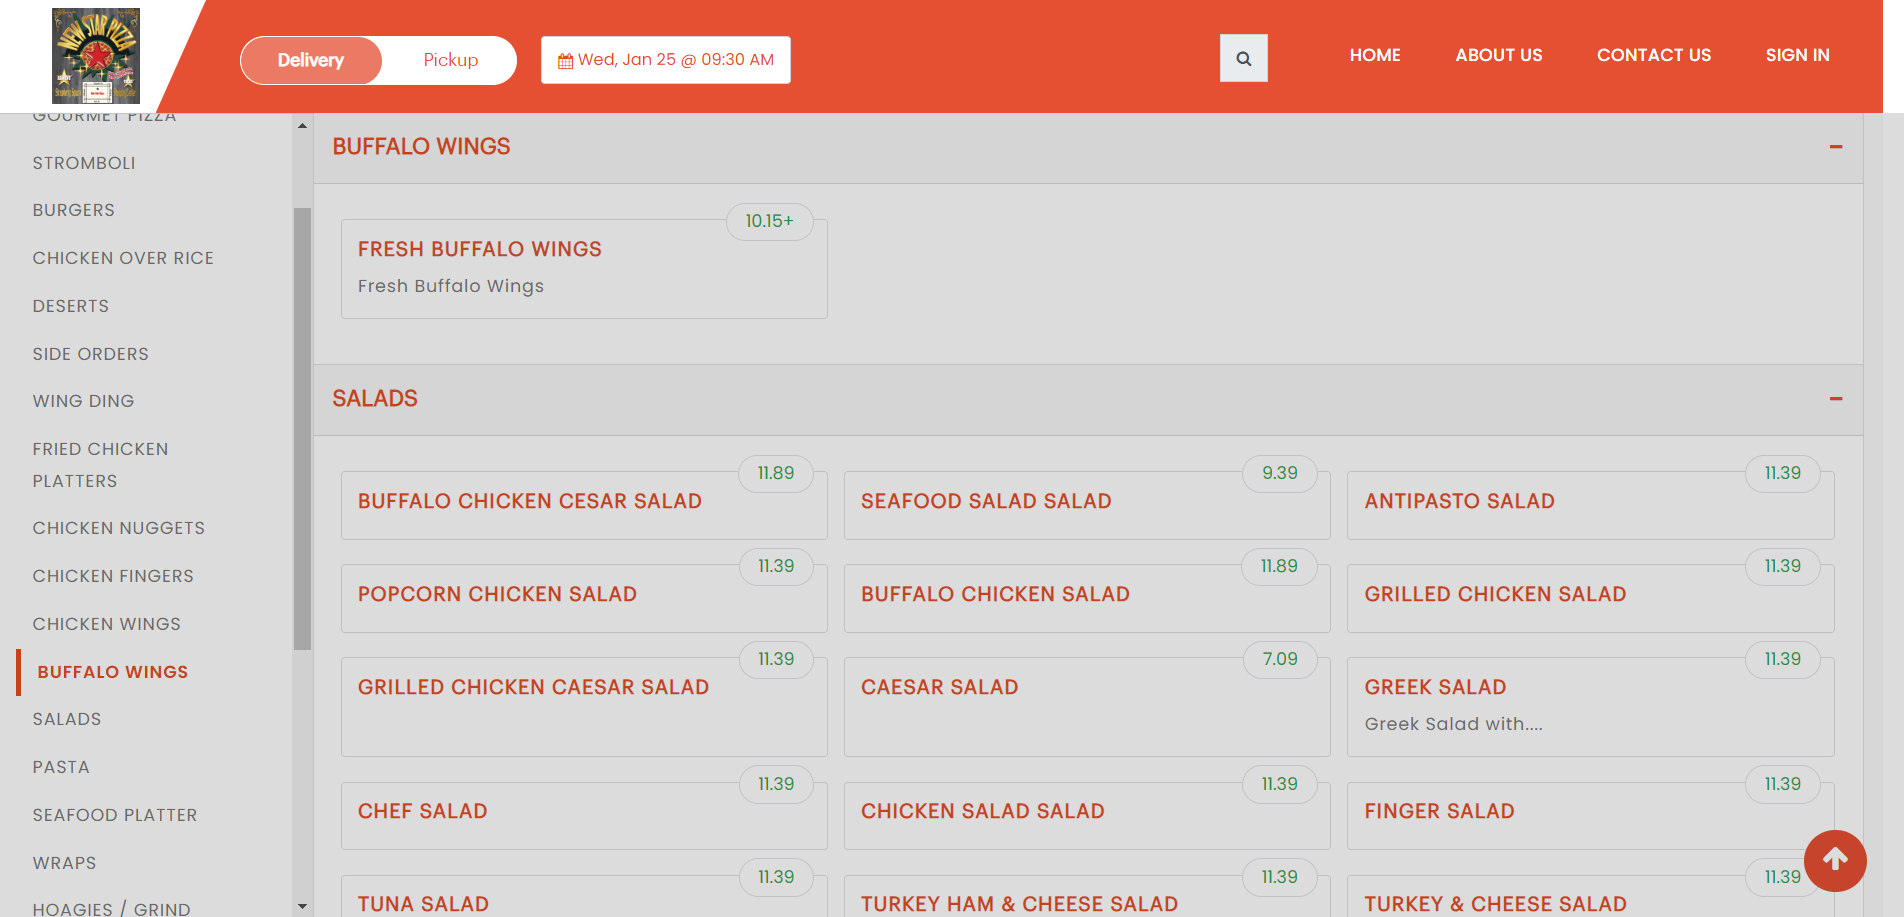 NEW STAR PIZZA
Delivery
Pickup
Wed, Jan 25 @ 09:30 AM
HOME
ABOUT US
CONTACT US
SIGN IN
GOURMET PIZZA
STROMBOLI
BURGERS
CHICKEN OVER RICE
DESERTS
SIDE ORDERS
WING DING
FRIED CHICKEN
PLATTERS
CHICKEN NUGGETS
CHICKEN FINGERS
CHICKEN WINGS
BUFFALO WINGS
SALADS
PASTA
SEAFOOD PLATTER
WRAPS
HOAGIES / GRIND
BUFFALO WINGS
10.15+
FRESH BUFFALO WINGS
Fresh Buffalo Wings
SALADS
11.89
BUFFALO CHICKEN CESAR SALAD
9.39
SEAFOOD SALAD SALAD
11.39
ANTIPASTO SALAD
11.39
POPCORN CHICKEN SALAD
11.89
BUFFALO CHICKEN SALAD
11.39
GRILLED CHICKEN SALAD
11.39
GRILLED CHICKEN CAESAR SALAD
7.09
CAESAR SALAD
11.39
GREEK SALAD
Greek Salad with....
11.39
CHEF SALAD
11.39
CHICKEN SALAD SALAD
11.39
FINGER SALAD
11.39
TUNA SALAD
11.39
TURKEY HAM & CHEESE SALAD
11.39
TURKEY & CHEESE SALAD